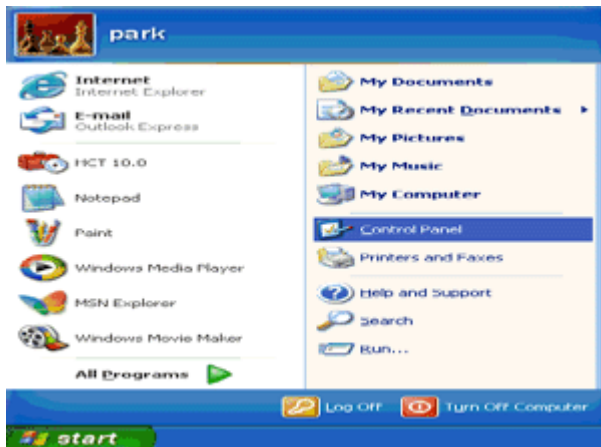 park
Internet
Internet Explorer
E-mail
Outlook Express
HCT 10.0
Notepad
Paint
Windows Media Player
MSN Explorer
Windows Movie Maker
All Programs
My Documents
My Recent Documents
My Pictures
My Music
My Computer
Control Panel
Printers and Faxes
Help and Support
Search
Run...
Log Off
Turn Off Computer
start